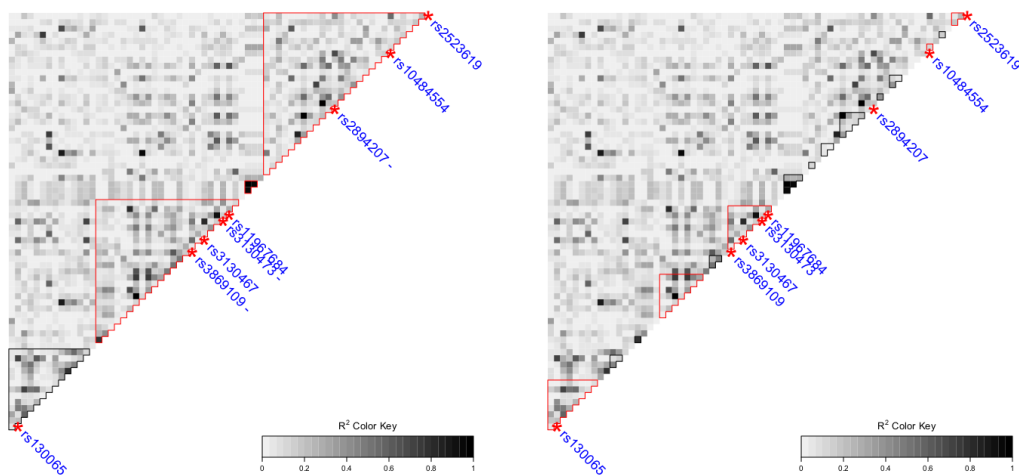 rs2523619
rs10484554
rs2894207 -
rs11967684
rs3130473 -
rs3130467
rs3869109 -
rs130065
R² Color Key
0 0.2 0.4 0.6 0.8 1
rs2523619
rs10484554
rs2894207
rs11967684
rs3130473
rs3130467
rs3869109
rs130065
R² Color Key
0 0.2 0.4 0.6 0.8 1